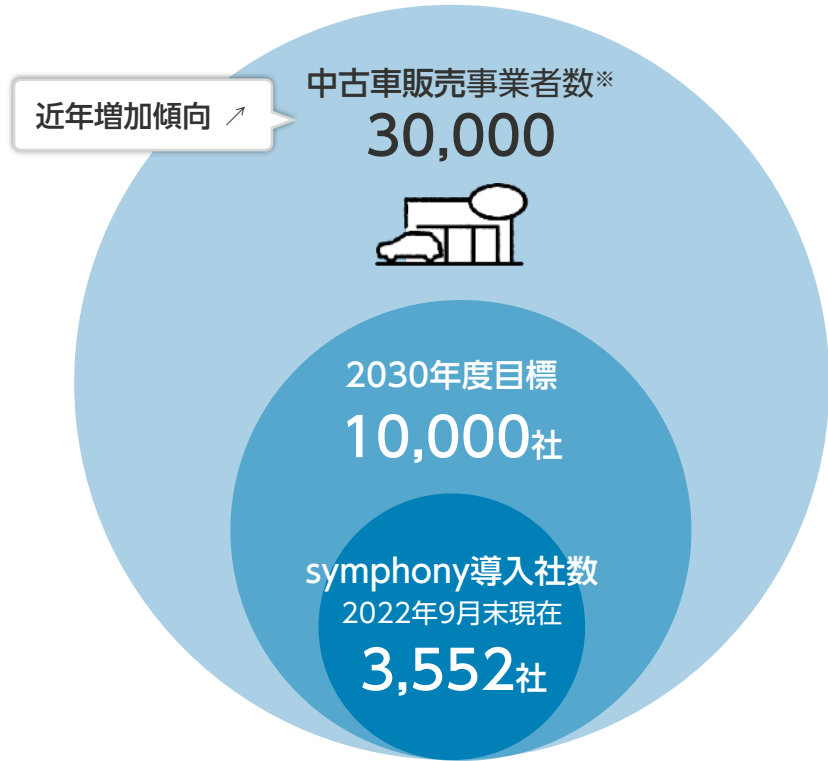 中古車販売事業者数※
近年増加傾向 ↗
30,000
2030年度目標
10,000社
symphony導入社数
2022年9月末現在
3,552社